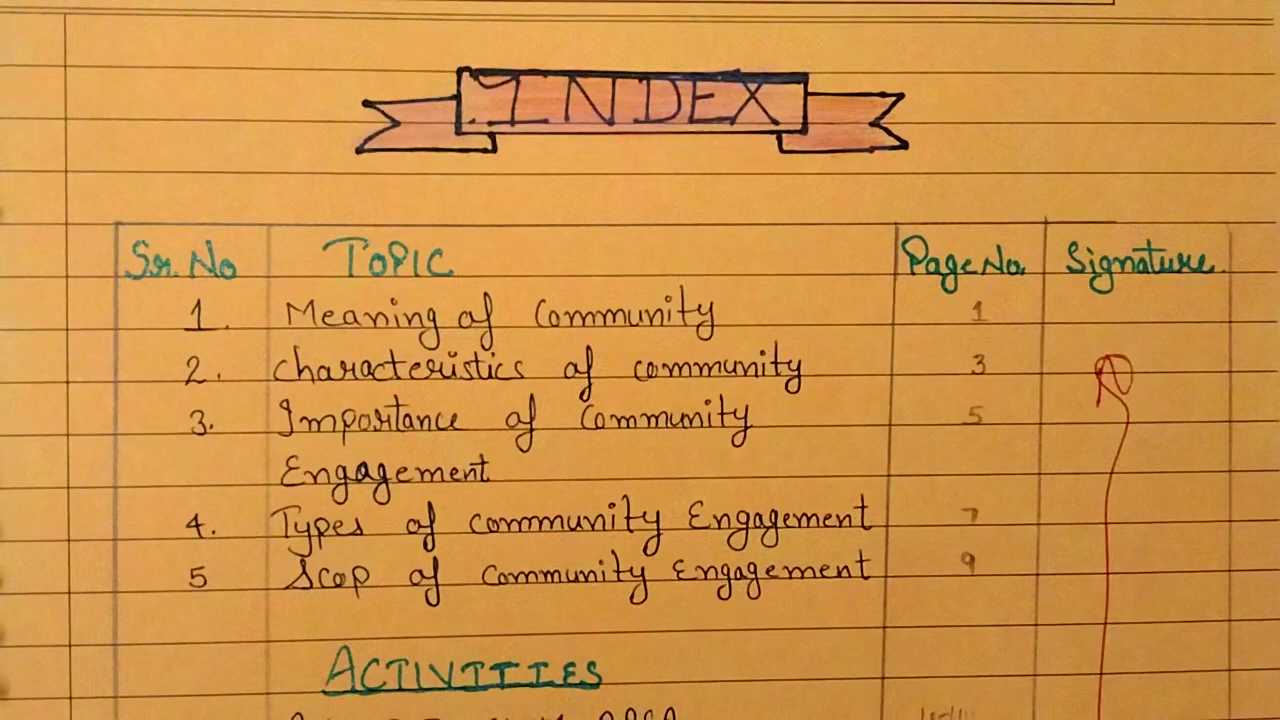 INDEX
Sr. No TOPIC Page No. Signature
1. Meaning of Community 1
2. Characteristics of community 3
3. Importance of Community 5
Engagement
4. Types of community Engagement 7
5 Scop of Community Engagement 9
ACTIVITIES